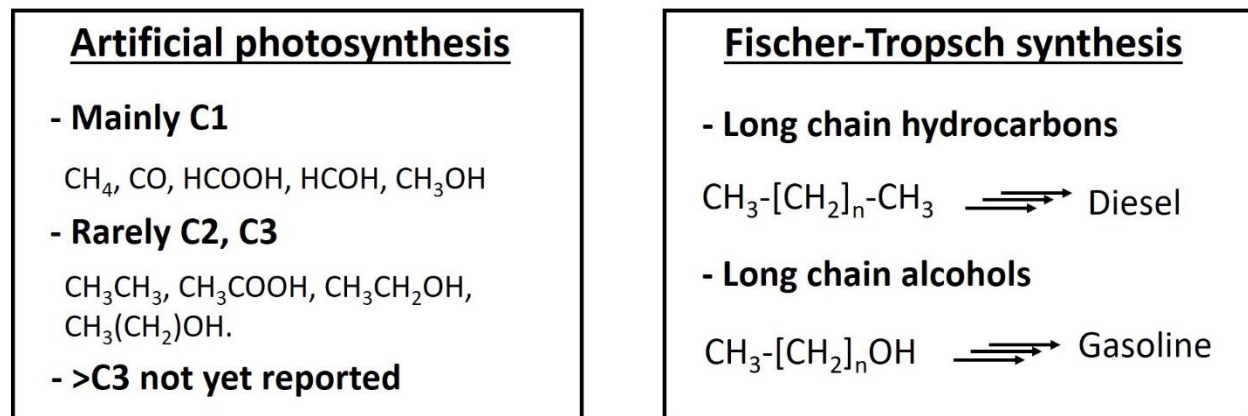 Artificial photosynthesis
- Mainly C1
CH₄, CO, HCOOH, HCOH, CH₃OH
- Rarely C2, C3
CH₃CH₃, CH₃COOH, CH₃CH₂OH,
CH₃(CH₂)OH.
- >C3 not yet reported
Fischer-Tropsch synthesis
- Long chain hydrocarbons
CH₃-[CH₂]ₙ-CH₃ Diesel
- Long chain alcohols
CH₃-[CH₂]ₙOH Gasoline